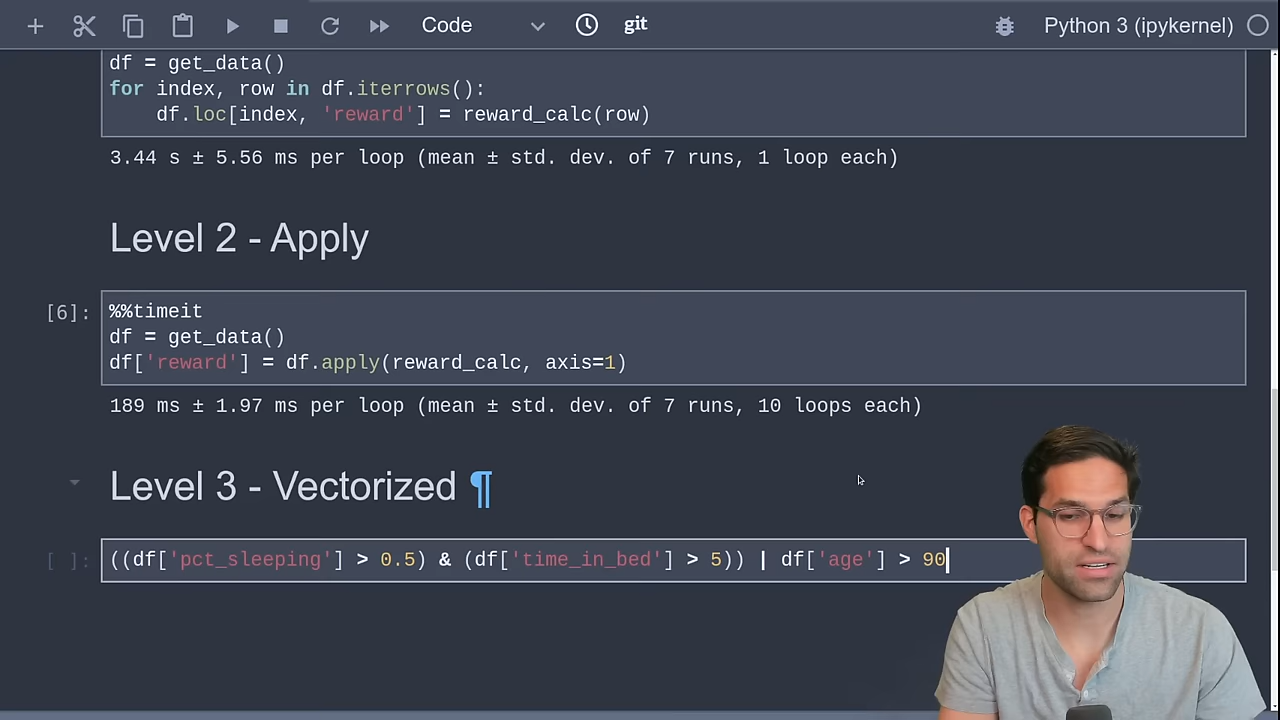 Code
git
Python 3 (ipykernel)
df = get_data()
for index, row in df.iterrows():
    df.loc[index, 'reward'] = reward_calc(row)
3.44 s ± 5.56 ms per loop (mean ± std. dev. of 7 runs, 1 loop each)
Level 2 - Apply
[6]:
%%timeit
df = get_data()
df['reward'] = df.apply(reward_calc, axis=1)
189 ms ± 1.97 ms per loop (mean ± std. dev. of 7 runs, 10 loops each)
Level 3 - Vectorized ¶
[ ]:
((df['pct_sleeping'] > 0.5) & (df['time_in_bed'] > 5)) | df['age'] > 90